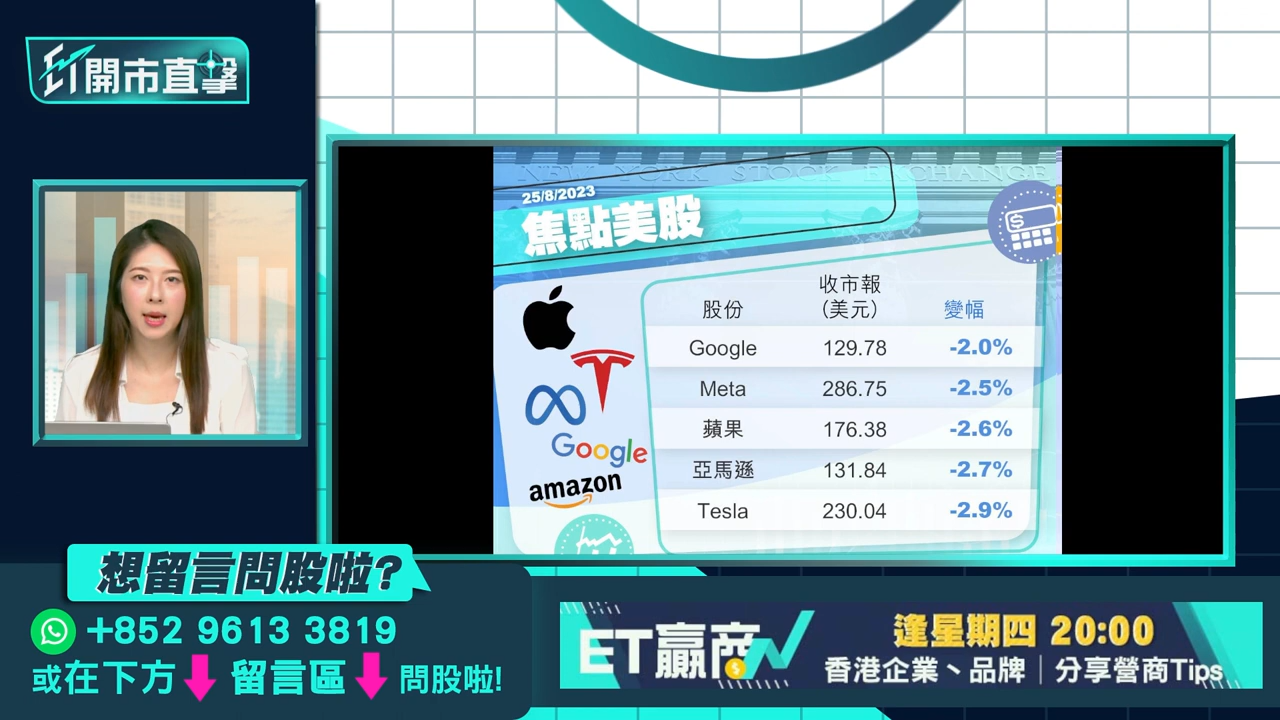 ET開市直擊
NEW YORK STOCK EXCHANGE
25/8/2023
焦點美股
$
股份 收市報(美元) 變幅
Google 129.78 -2.0%
Meta 286.75 -2.5%
蘋果 176.38 -2.6%
亞馬遜 131.84 -2.7%
Tesla 230.04 -2.9%
Google
amazon
想留言問股啦?
+852 9613 3819
或在下方 留言區 問股啦!
ET贏商
$
逢星期四 20:00
香港企業、品牌｜分享營商Tips